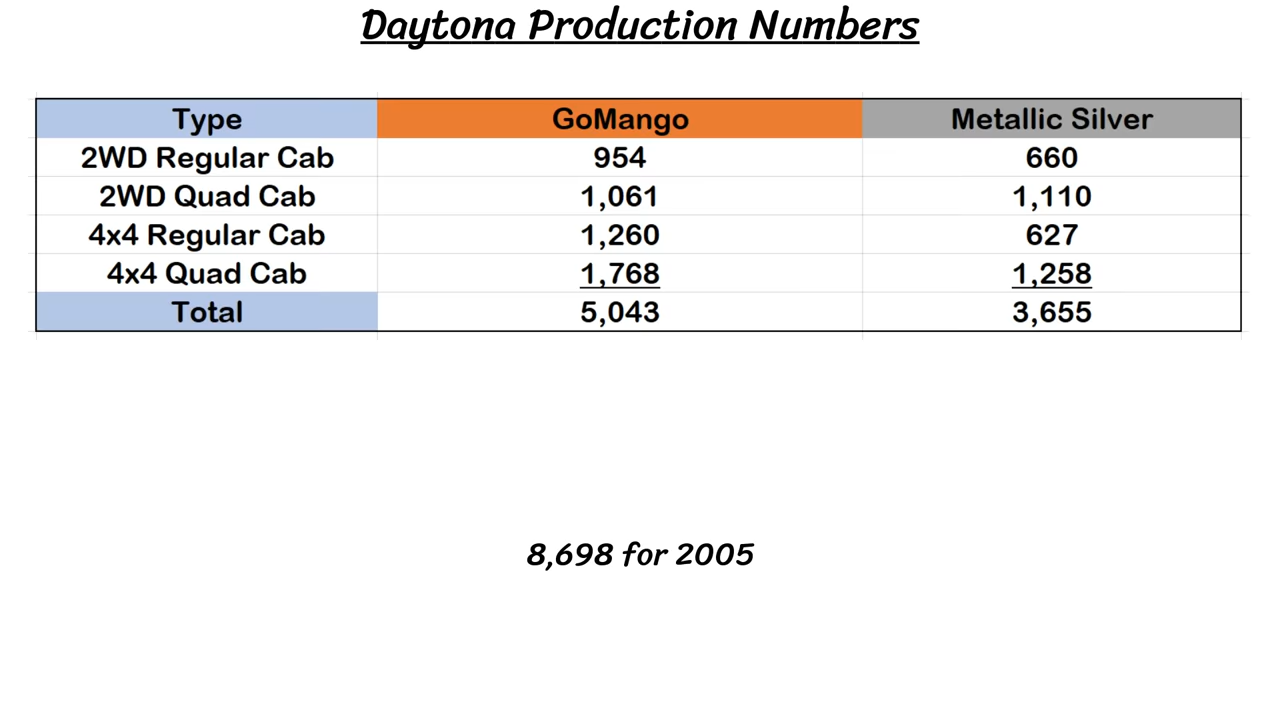 Daytona Production Numbers
Type GoMango Metallic Silver
2WD Regular Cab 954 660
2WD Quad Cab 1,061 1,110
4x4 Regular Cab 1,260 627
4x4 Quad Cab 1,768 1,258
Total 5,043 3,655
8,698 for 2005